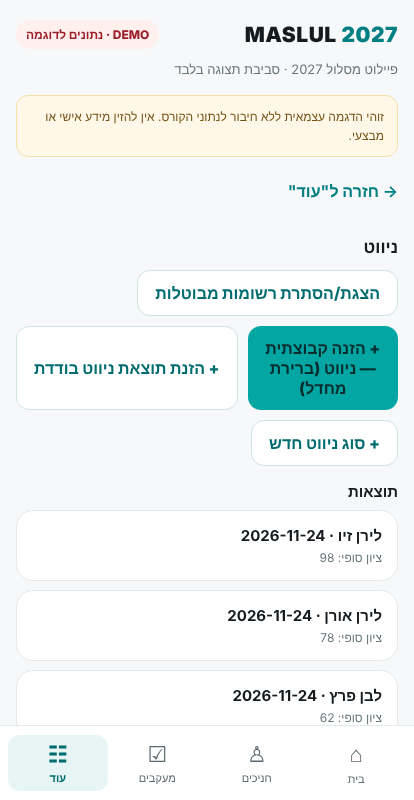 MASLUL 2027
DEMO · נתונים לדוגמה
פיילוט מסלול 2027 · סביבת תצוגה בלבד
זוהי הדגמה עצמאית ללא חיבור לנתוני הקורס. אין להזין מידע אישי או
מבצעי.
→ חזרה ל"עוד"
ניווט
הצגת/הסתרת רשומות מבוטלות
+ הזנה קבוצתית
— ניווט (ברירת
מחדל)
+ הזנת תוצאת ניווט בודדת
+ סוג ניווט חדש
תוצאות
לירן זיו · 2026-11-24
ציון סופי: 98
לירן אורן · 2026-11-24
ציון סופי: 78
לבן פרץ · 2026-11-24
ציון סופי: 62
בית
חניכים
מעקבים
עוד